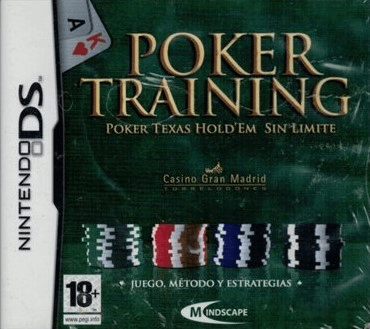 NINTENDO DS
A
K
POKER
TRAINING
POKER TEXAS HOLD'EM SIN LIMITE
Casino Gran Madrid
TORRELODONES
• JUEGO, MÉTODO Y ESTRATEGIAS •
18+
www.pegi.info
MINDSCAPE